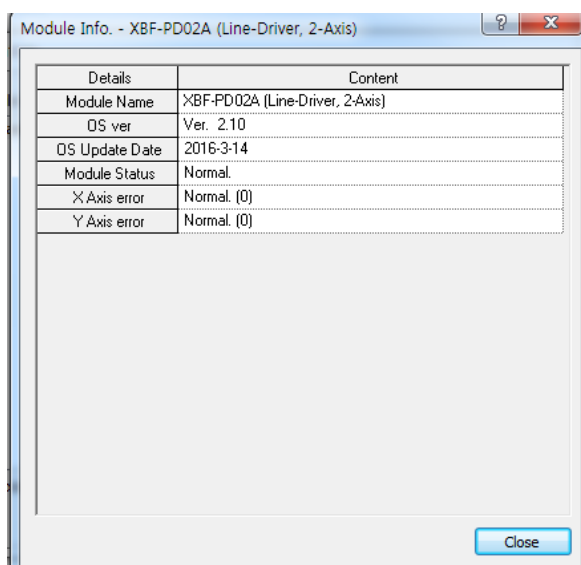 Module Info. - XBF-PD02A (Line-Driver, 2-Axis)
Details Content
Module Name XBF-PD02A (Line-Driver, 2-Axis)
OS ver Ver. 2.10
OS Update Date 2016-3-14
Module Status Normal.
X Axis error Normal. (0)
Y Axis error Normal. (0)
Close